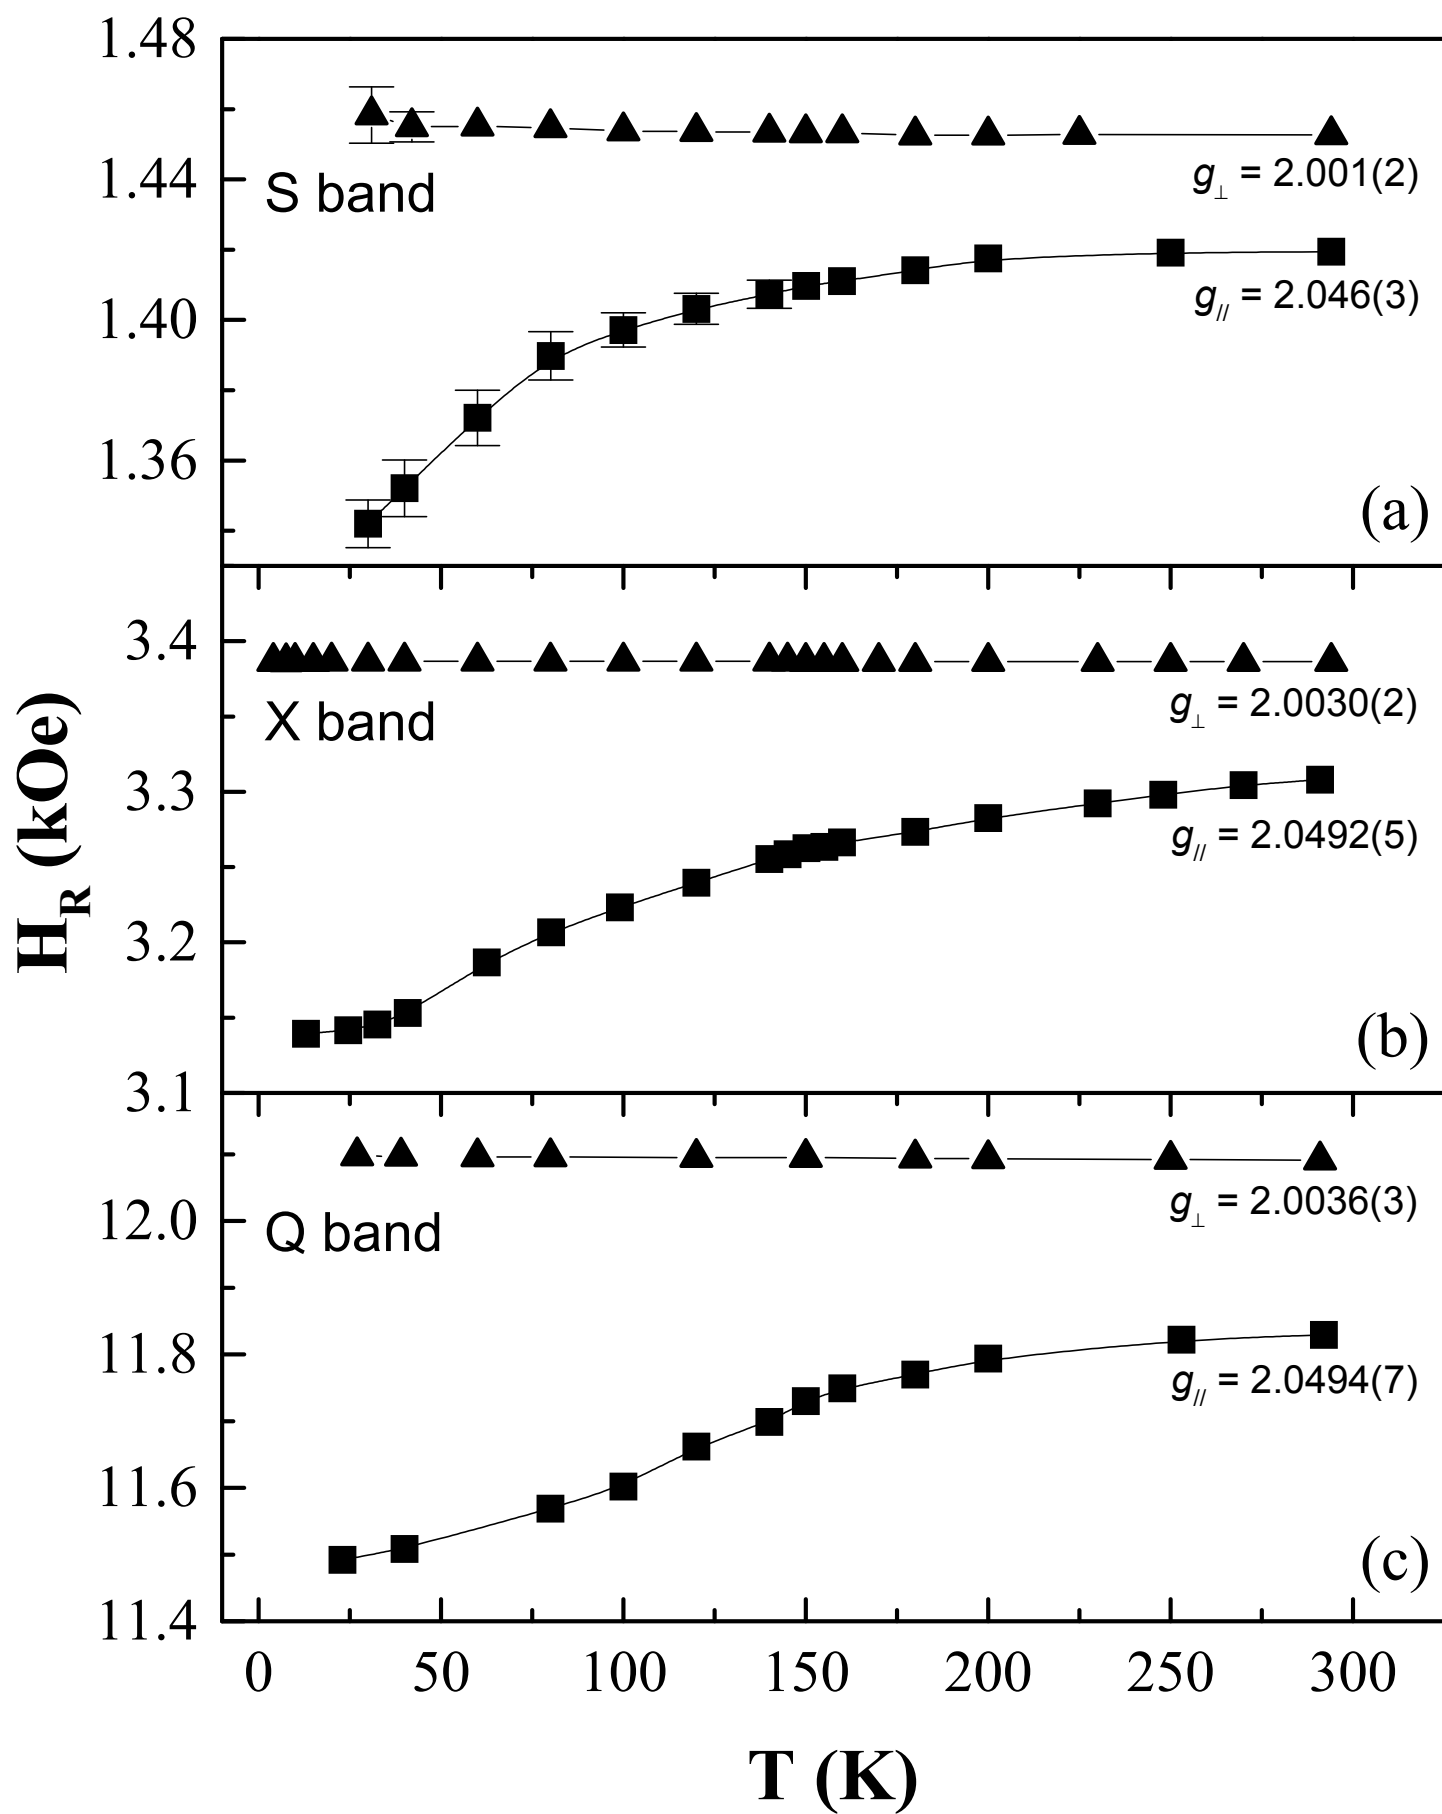 1.48
1.44
1.40
1.36
S band
g⊥ = 2.001(2)
g// = 2.046(3)
(a)
3.4
3.3
3.2
3.1
X band
g⊥ = 2.0030(2)
g// = 2.0492(5)
(b)
H_R (kOe)
12.0
11.8
11.6
11.4
Q band
g⊥ = 2.0036(3)
g// = 2.0494(7)
(c)
0 50 100 150 200 250 300
T (K)